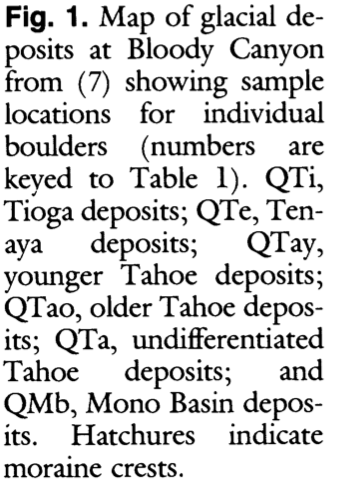 Fig. 1. Map of glacial de-
posits at Bloody Canyon
from (7) showing sample
locations for individual
boulders (numbers are
keyed to Table 1). QTi,
Tioga deposits; QTe, Ten-
aya deposits; QTay,
younger Tahoe deposits;
QTao, older Tahoe depos-
its; QTa, undifferentiated
Tahoe deposits; and
QMb, Mono Basin depos-
its. Hatchures indicate
moraine crests.